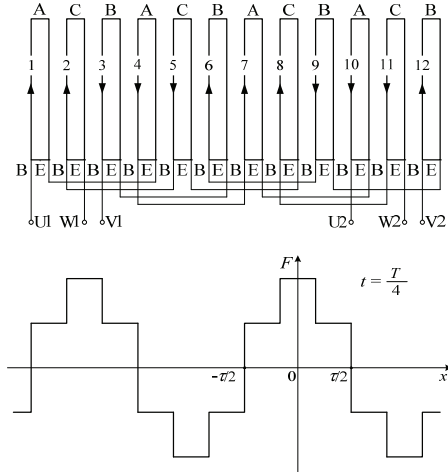 A C B A C B A C B A C B
1 2 3 4 5 6 7 8 9 10 11 12
B E B E B E B E B E B E B E B E B E B E B E B E
U1 W1 V1 U2 W2 V2
F
t = T/4
-τ/2 0 τ/2 x